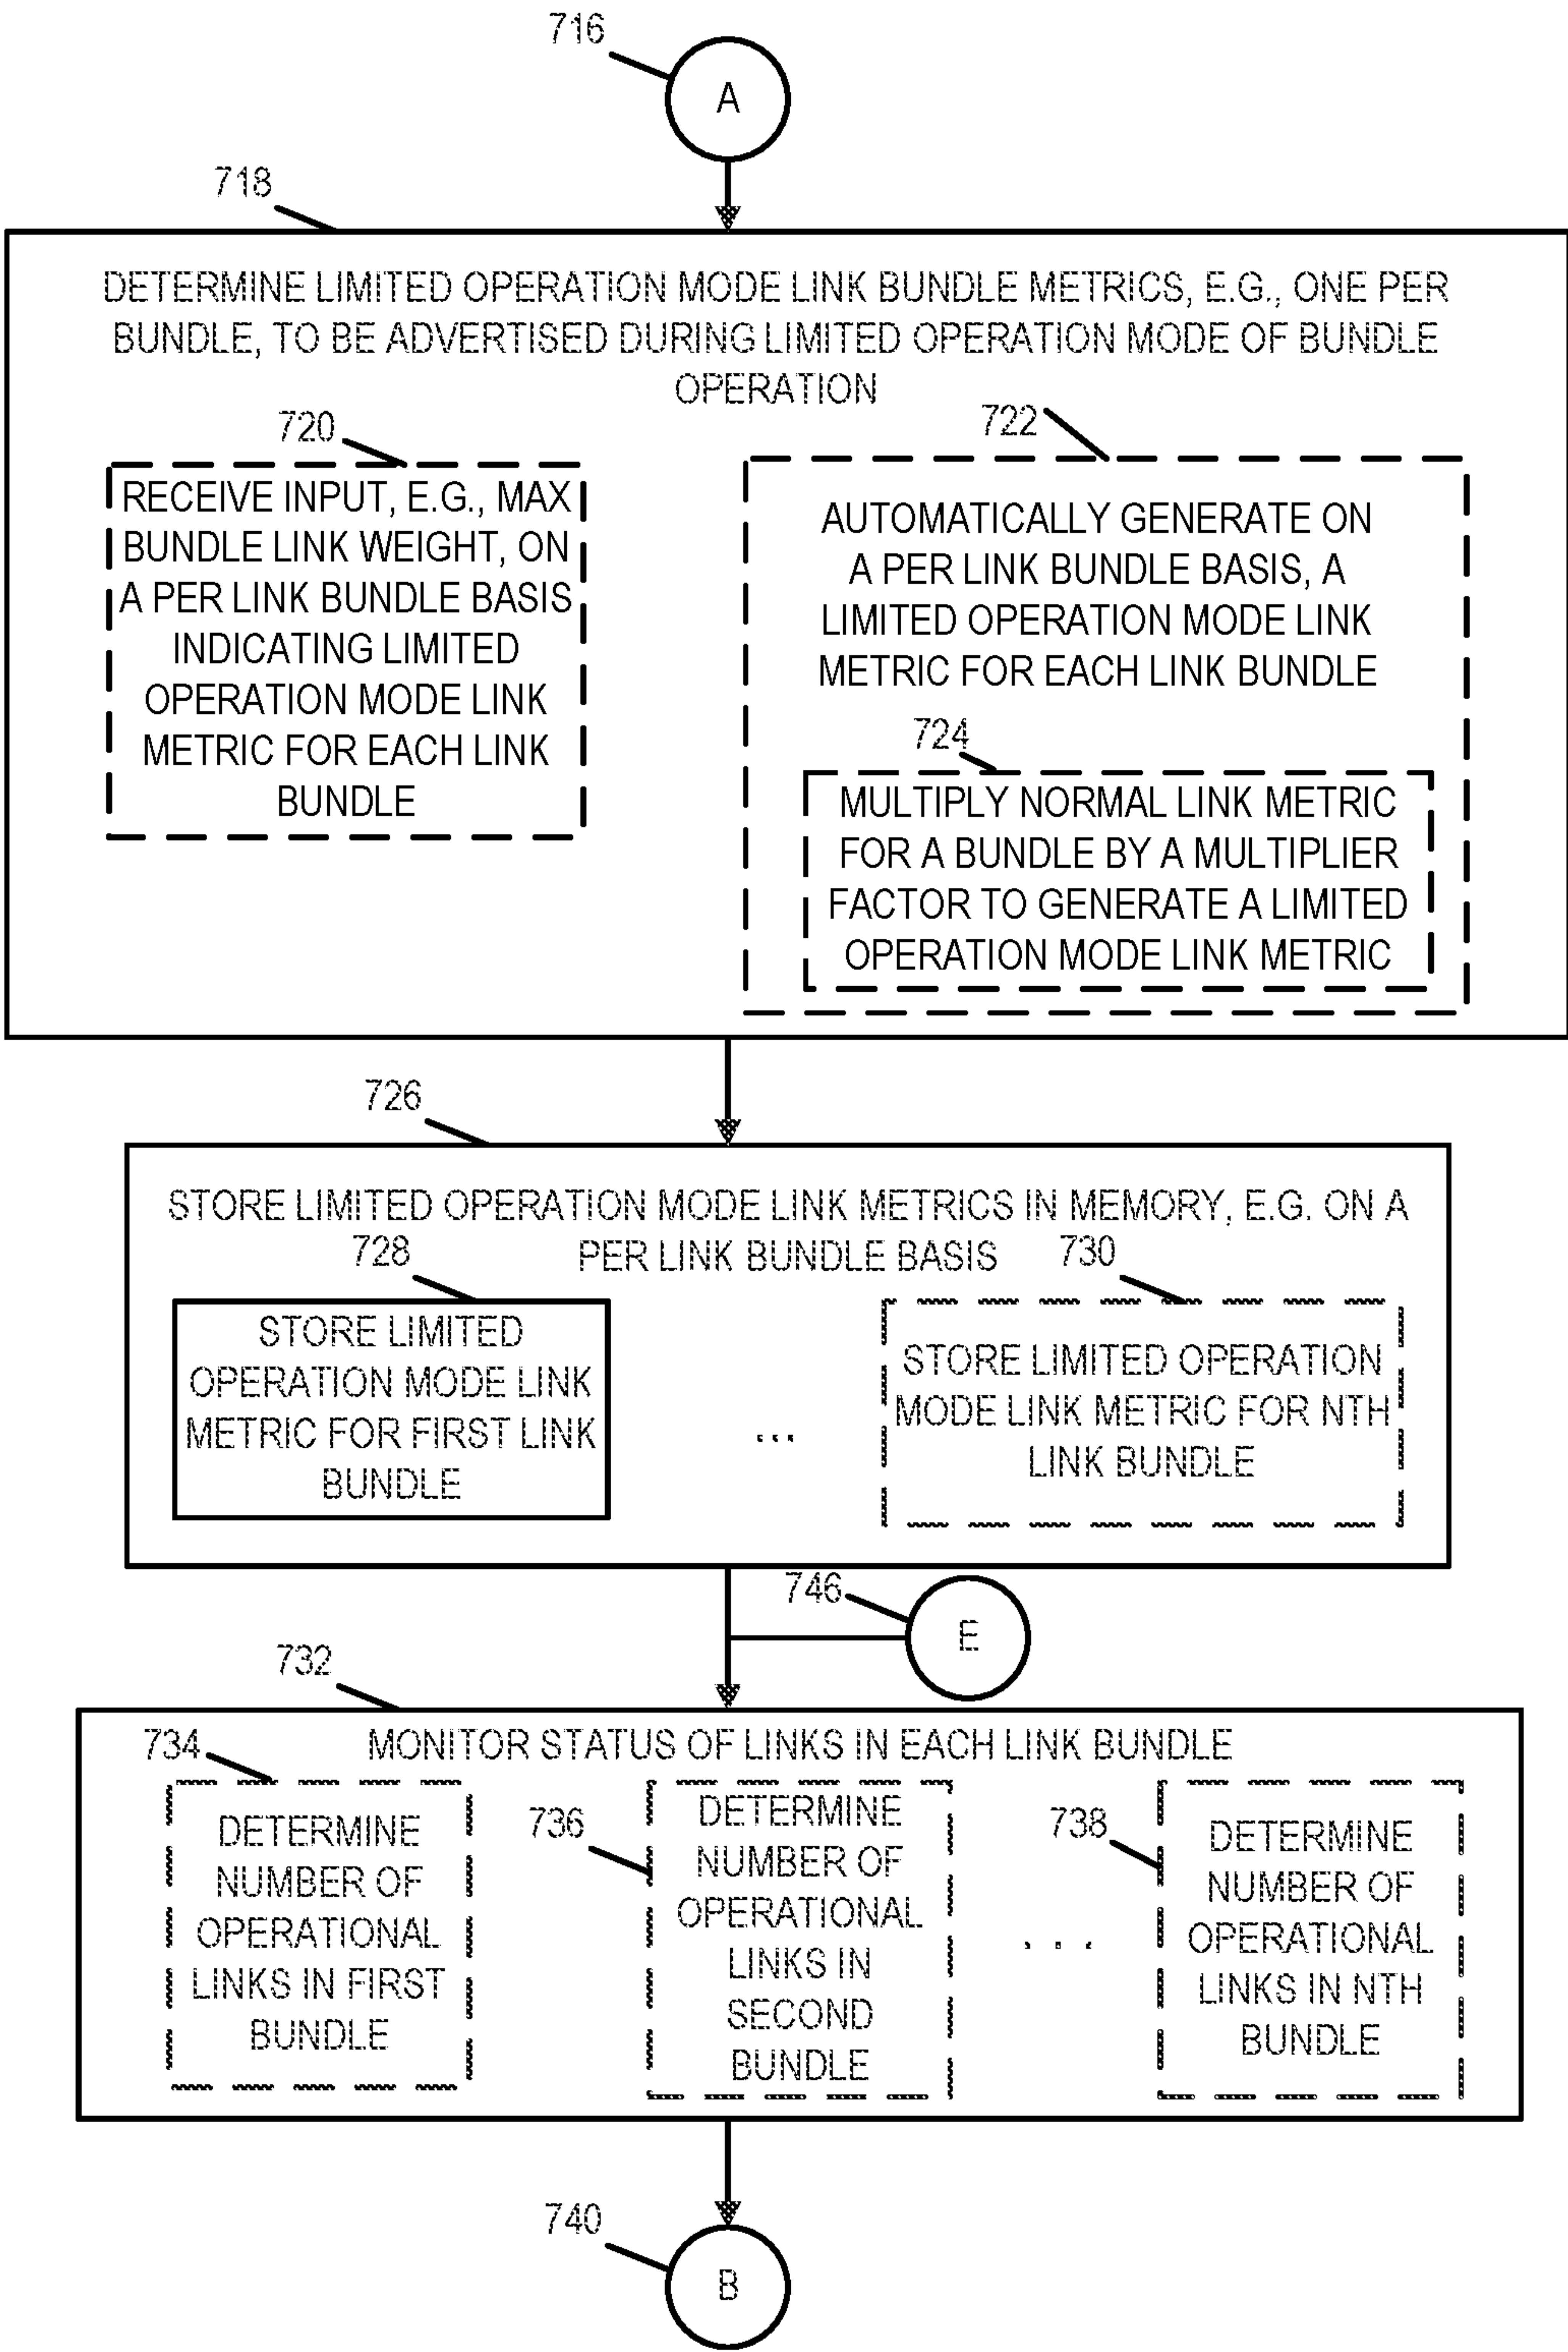 716
A
718
DETERMINE LIMITED OPERATION MODE LINK BUNDLE METRICS, E.G., ONE PER
BUNDLE, TO BE ADVERTISED DURING LIMITED OPERATION MODE OF BUNDLE
OPERATION
720
RECEIVE INPUT, E.G., MAX
BUNDLE LINK WEIGHT, ON
A PER LINK BUNDLE BASIS
INDICATING LIMITED
OPERATION MODE LINK
METRIC FOR EACH LINK
BUNDLE
722
AUTOMATICALLY GENERATE ON
A PER LINK BUNDLE BASIS, A
LIMITED OPERATION MODE LINK
METRIC FOR EACH LINK BUNDLE
724
MULTIPLY NORMAL LINK METRIC
FOR A BUNDLE BY A MULTIPLIER
FACTOR TO GENERATE A LIMITED
OPERATION MODE LINK METRIC
726
STORE LIMITED OPERATION MODE LINK METRICS IN MEMORY, E.G. ON A
PER LINK BUNDLE BASIS
728
STORE LIMITED
OPERATION MODE LINK
METRIC FOR FIRST LINK
BUNDLE
...
730
STORE LIMITED OPERATION
MODE LINK METRIC FOR NTH
LINK BUNDLE
746
E
732
MONITOR STATUS OF LINKS IN EACH LINK BUNDLE
734
DETERMINE
NUMBER OF
OPERATIONAL
LINKS IN FIRST
BUNDLE
736
DETERMINE
NUMBER OF
OPERATIONAL
LINKS IN
SECOND
BUNDLE
. . .
738
DETERMINE
NUMBER OF
OPERATIONAL
LINKS IN NTH
BUNDLE
740
B